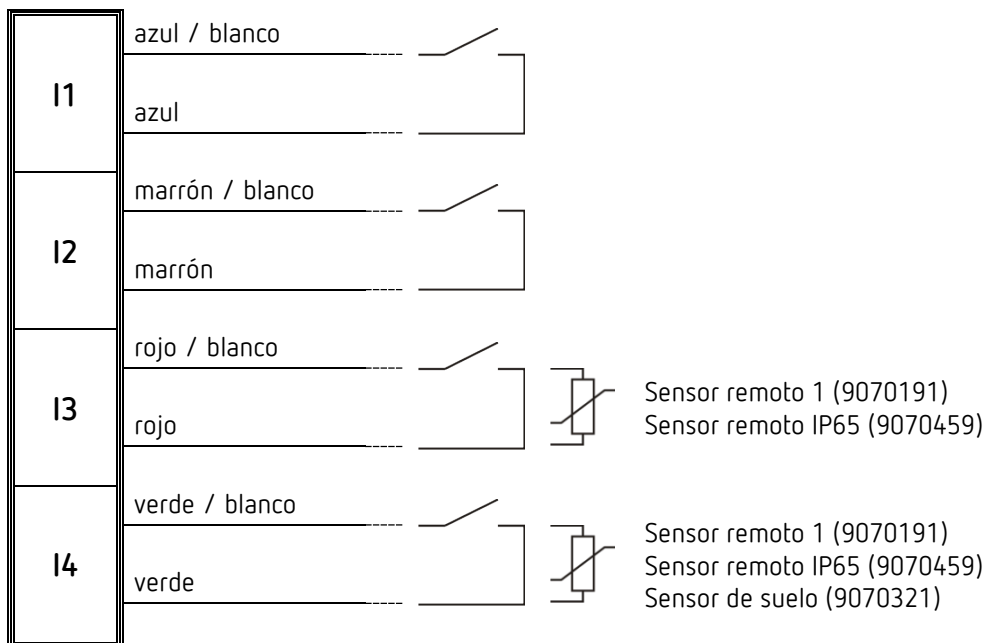 azul / blanco
I1
azul
marrón / blanco
I2
marrón
rojo / blanco
I3
rojo
Sensor remoto 1 (9070191)
Sensor remoto IP65 (9070459)
verde / blanco
I4
verde
Sensor remoto 1 (9070191)
Sensor remoto IP65 (9070459)
Sensor de suelo (9070321)